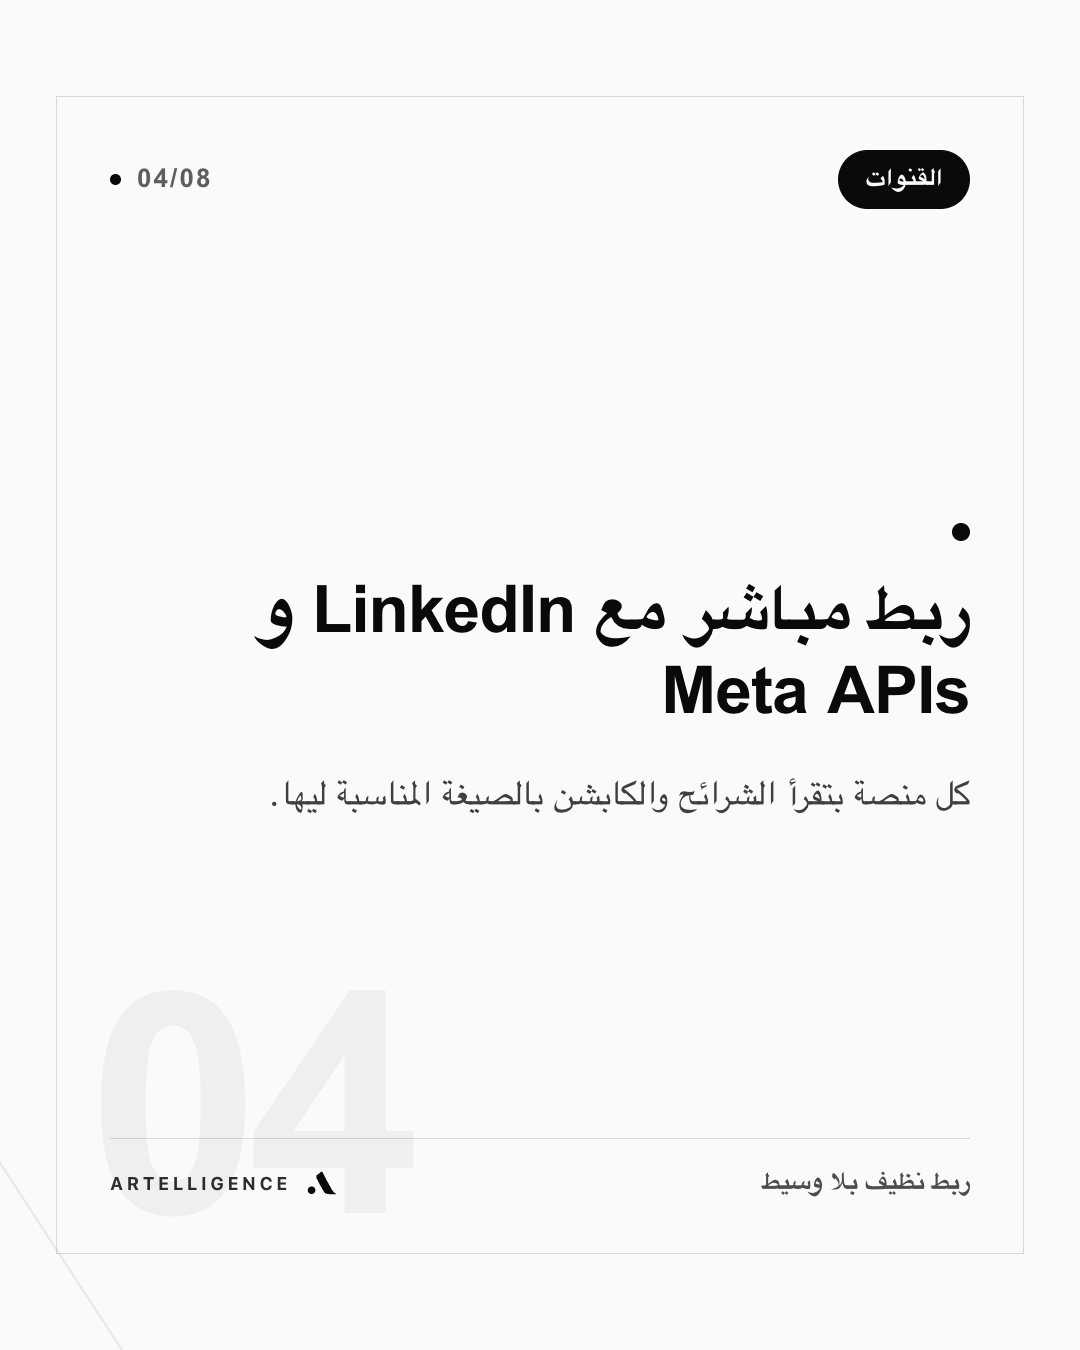 القنوات
04/08
ربط مباشر مع LinkedIn و
Meta APIs
كل منصة بتقرأ الشرائح والكابشن بالصيغة المناسبة ليها.
04
ربط نظيف بلا وسيط
ARTELLIGENCE